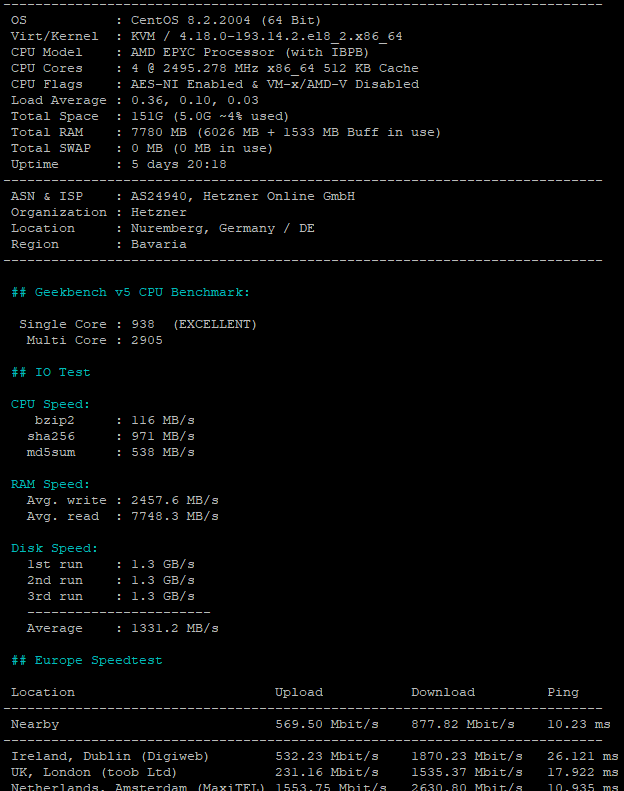 ---------------------------------------------------------------------------
OS : CentOS 8.2.2004 (64 Bit)
Virt/Kernel : KVM / 4.18.0-193.14.2.el8_2.x86_64
CPU Model : AMD EPYC Processor (with IBPB)
CPU Cores : 4 @ 2495.278 MHz x86_64 512 KB Cache
CPU Flags : AES-NI Enabled & VM-x/AMD-V Disabled
Load Average : 0.36, 0.10, 0.03
Total Space : 151G (5.0G ~4% used)
Total RAM : 7780 MB (6026 MB + 1533 MB Buff in use)
Total SWAP : 0 MB (0 MB in use)
Uptime : 5 days 20:18
---------------------------------------------------------------------------
ASN & ISP : AS24940, Hetzner Online GmbH
Organization : Hetzner
Location : Nuremberg, Germany / DE
Region : Bavaria
---------------------------------------------------------------------------
## Geekbench v5 CPU Benchmark:
Single Core : 938 (EXCELLENT)
Multi Core : 2905
## IO Test
CPU Speed:
bzip2 : 116 MB/s
sha256 : 971 MB/s
md5sum : 538 MB/s
RAM Speed:
Avg. write : 2457.6 MB/s
Avg. read : 7748.3 MB/s
Disk Speed:
1st run : 1.3 GB/s
2nd run : 1.3 GB/s
3rd run : 1.3 GB/s
-----------------------
Average : 1331.2 MB/s
## Europe Speedtest
Location Upload Download Ping
---------------------------------------------------------------------------
Nearby 569.50 Mbit/s 877.82 Mbit/s 10.23 ms
---------------------------------------------------------------------------
Ireland, Dublin (Digiweb) 532.23 Mbit/s 1870.23 Mbit/s 26.121 ms
UK, London (toob Ltd) 231.16 Mbit/s 1535.37 Mbit/s 17.922 ms
Netherlands, Amsterdam (MaxiTEL) 1553.75 Mbit/s 2630.80 Mbit/s 10.935 ms